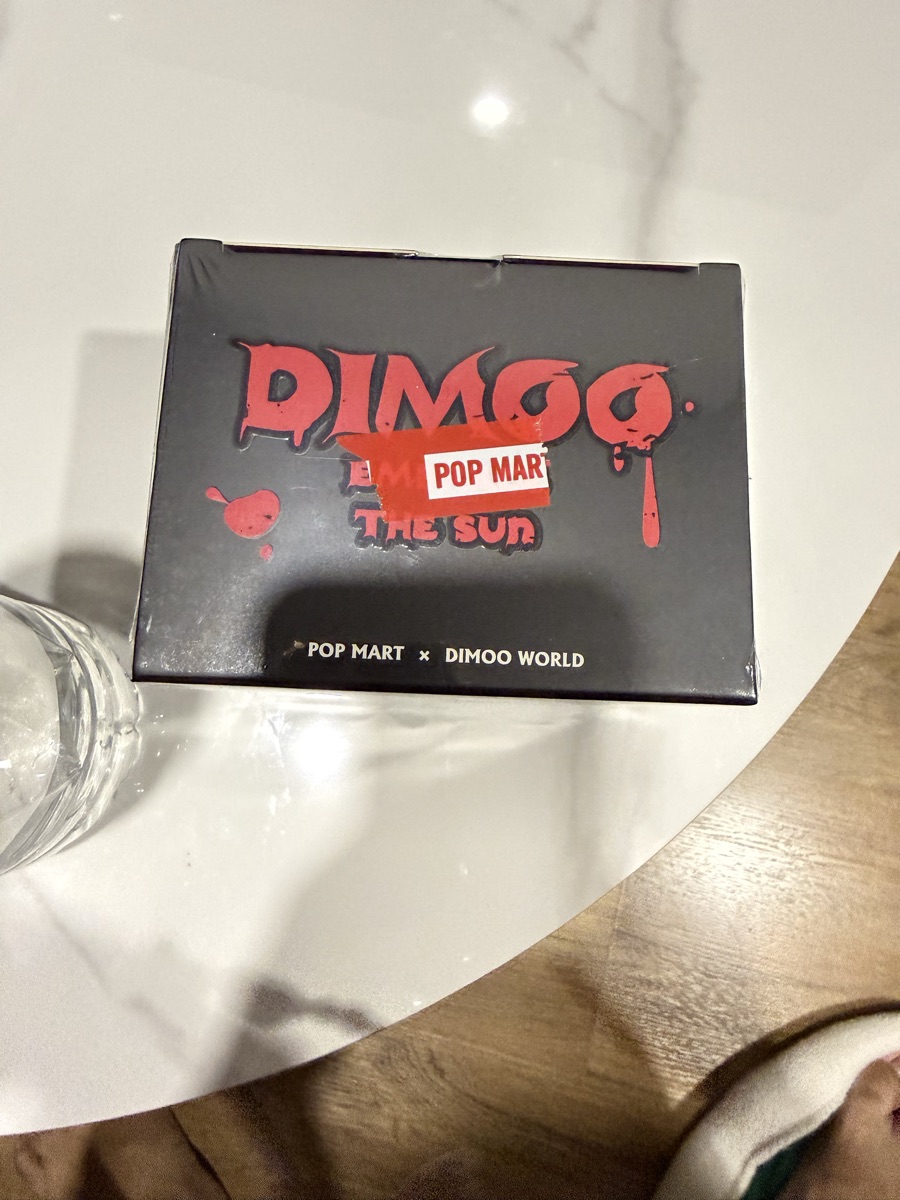 DIMOO
POP MART
THE SUN
POP MART × DIMOO WORLD